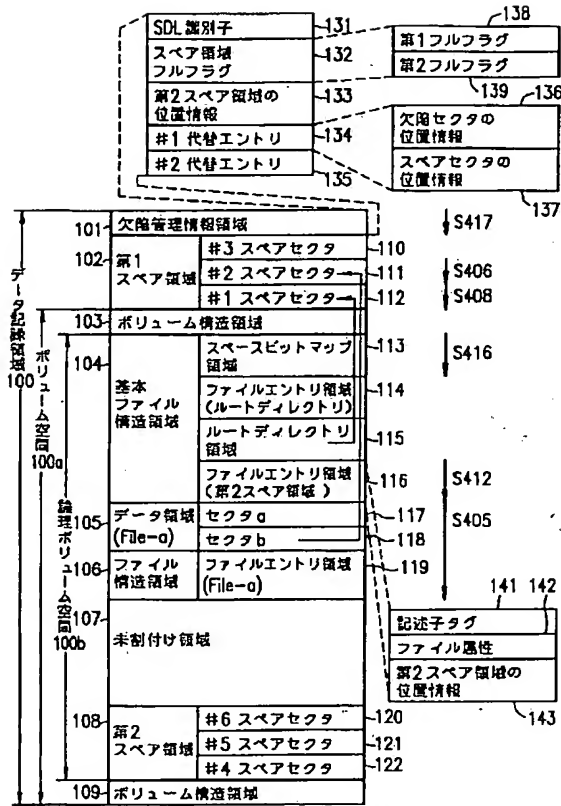 138
SDL 識別子
131
第1フルフラグ
スペア領域
フルフラグ
132
第2フルフラグ
139
第2スペア領域の
位置情報
133
136
欠陥セクタの
位置情報
#1 代替エントリ
134
スペアセクタの
位置情報
#2 代替エントリ
135
137
101
欠陥管理情報領域
S417
102
第1
スペア領域
#3 スペアセクタ
110
#2 スペアセクタ
111
S406
#1 スペアセクタ
112
S408
103
ボリューム構造領域
104
基本
ファイル
構造領域
スペースビットマップ
領域
113
S416
ファイルエントリ領域
(ルートディレクトリ)
114
ルートディレクトリ
領域
115
ファイルエントリ領域
(第2スペア領域)
116
S412
105
データ領域
(File-a)
セクタa
117
S405
セクタb
118
106
ファイル
構造領域
ファイルエントリ領域
(File-a)
119
107
未割付け領域
141
142
記述子タグ
ファイル属性
第2スペア領域の
位置情報
143
108
第2
スペア領域
#6 スペアセクタ
120
#5 スペアセクタ
121
#4 スペアセクタ
122
109
ボリューム構造領域
データ記録領域 100
ボリューム空間 100a
論理ボリューム空間 100b